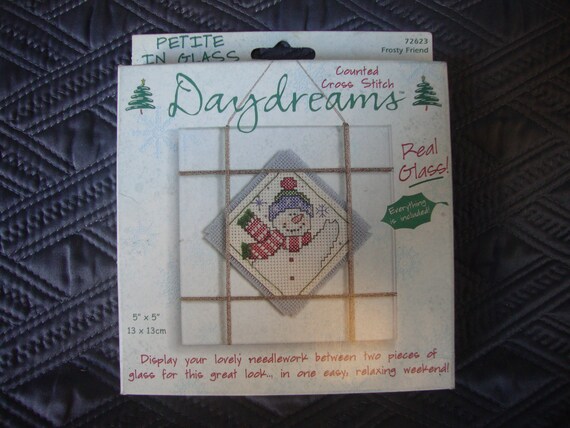 PETITE
IN GLASS
72623
Frosty Friend
Counted
Cross Stitch
Daydreams™
Real
Glass!
Everything
is included!
5" x 5"
13 x 13cm
Display your lovely needlework between two pieces of
glass for this great look... in one easy, relaxing weekend!